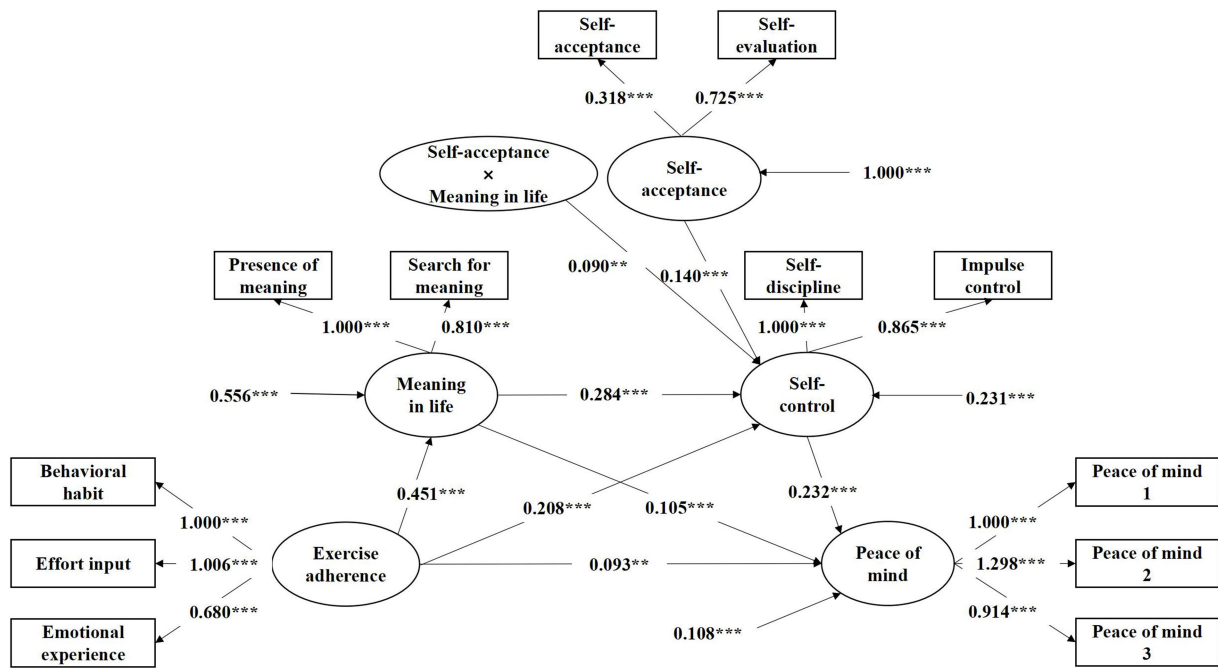 Self-
acceptance
Self-
evaluation
0.318***
0.725***
Self-acceptance
×
Meaning in life
Self-
acceptance
1.000***
Presence of
meaning
Search for
meaning
0.090**
0.140***
Self-
discipline
Impulse
control
1.000***
0.810***
1.000***
0.865***
0.556***
Meaning
in life
0.284***
Self-
control
0.231***
Behavioral
habit
0.451***
0.208***
0.105***
0.232***
Peace of mind
1
1.000***
1.000***
Effort input
1.006***
Exercise
adherence
0.093**
Peace of
mind
1.298***
Peace of mind
2
0.680***
0.914***
Emotional
experience
0.108***
Peace of mind
3